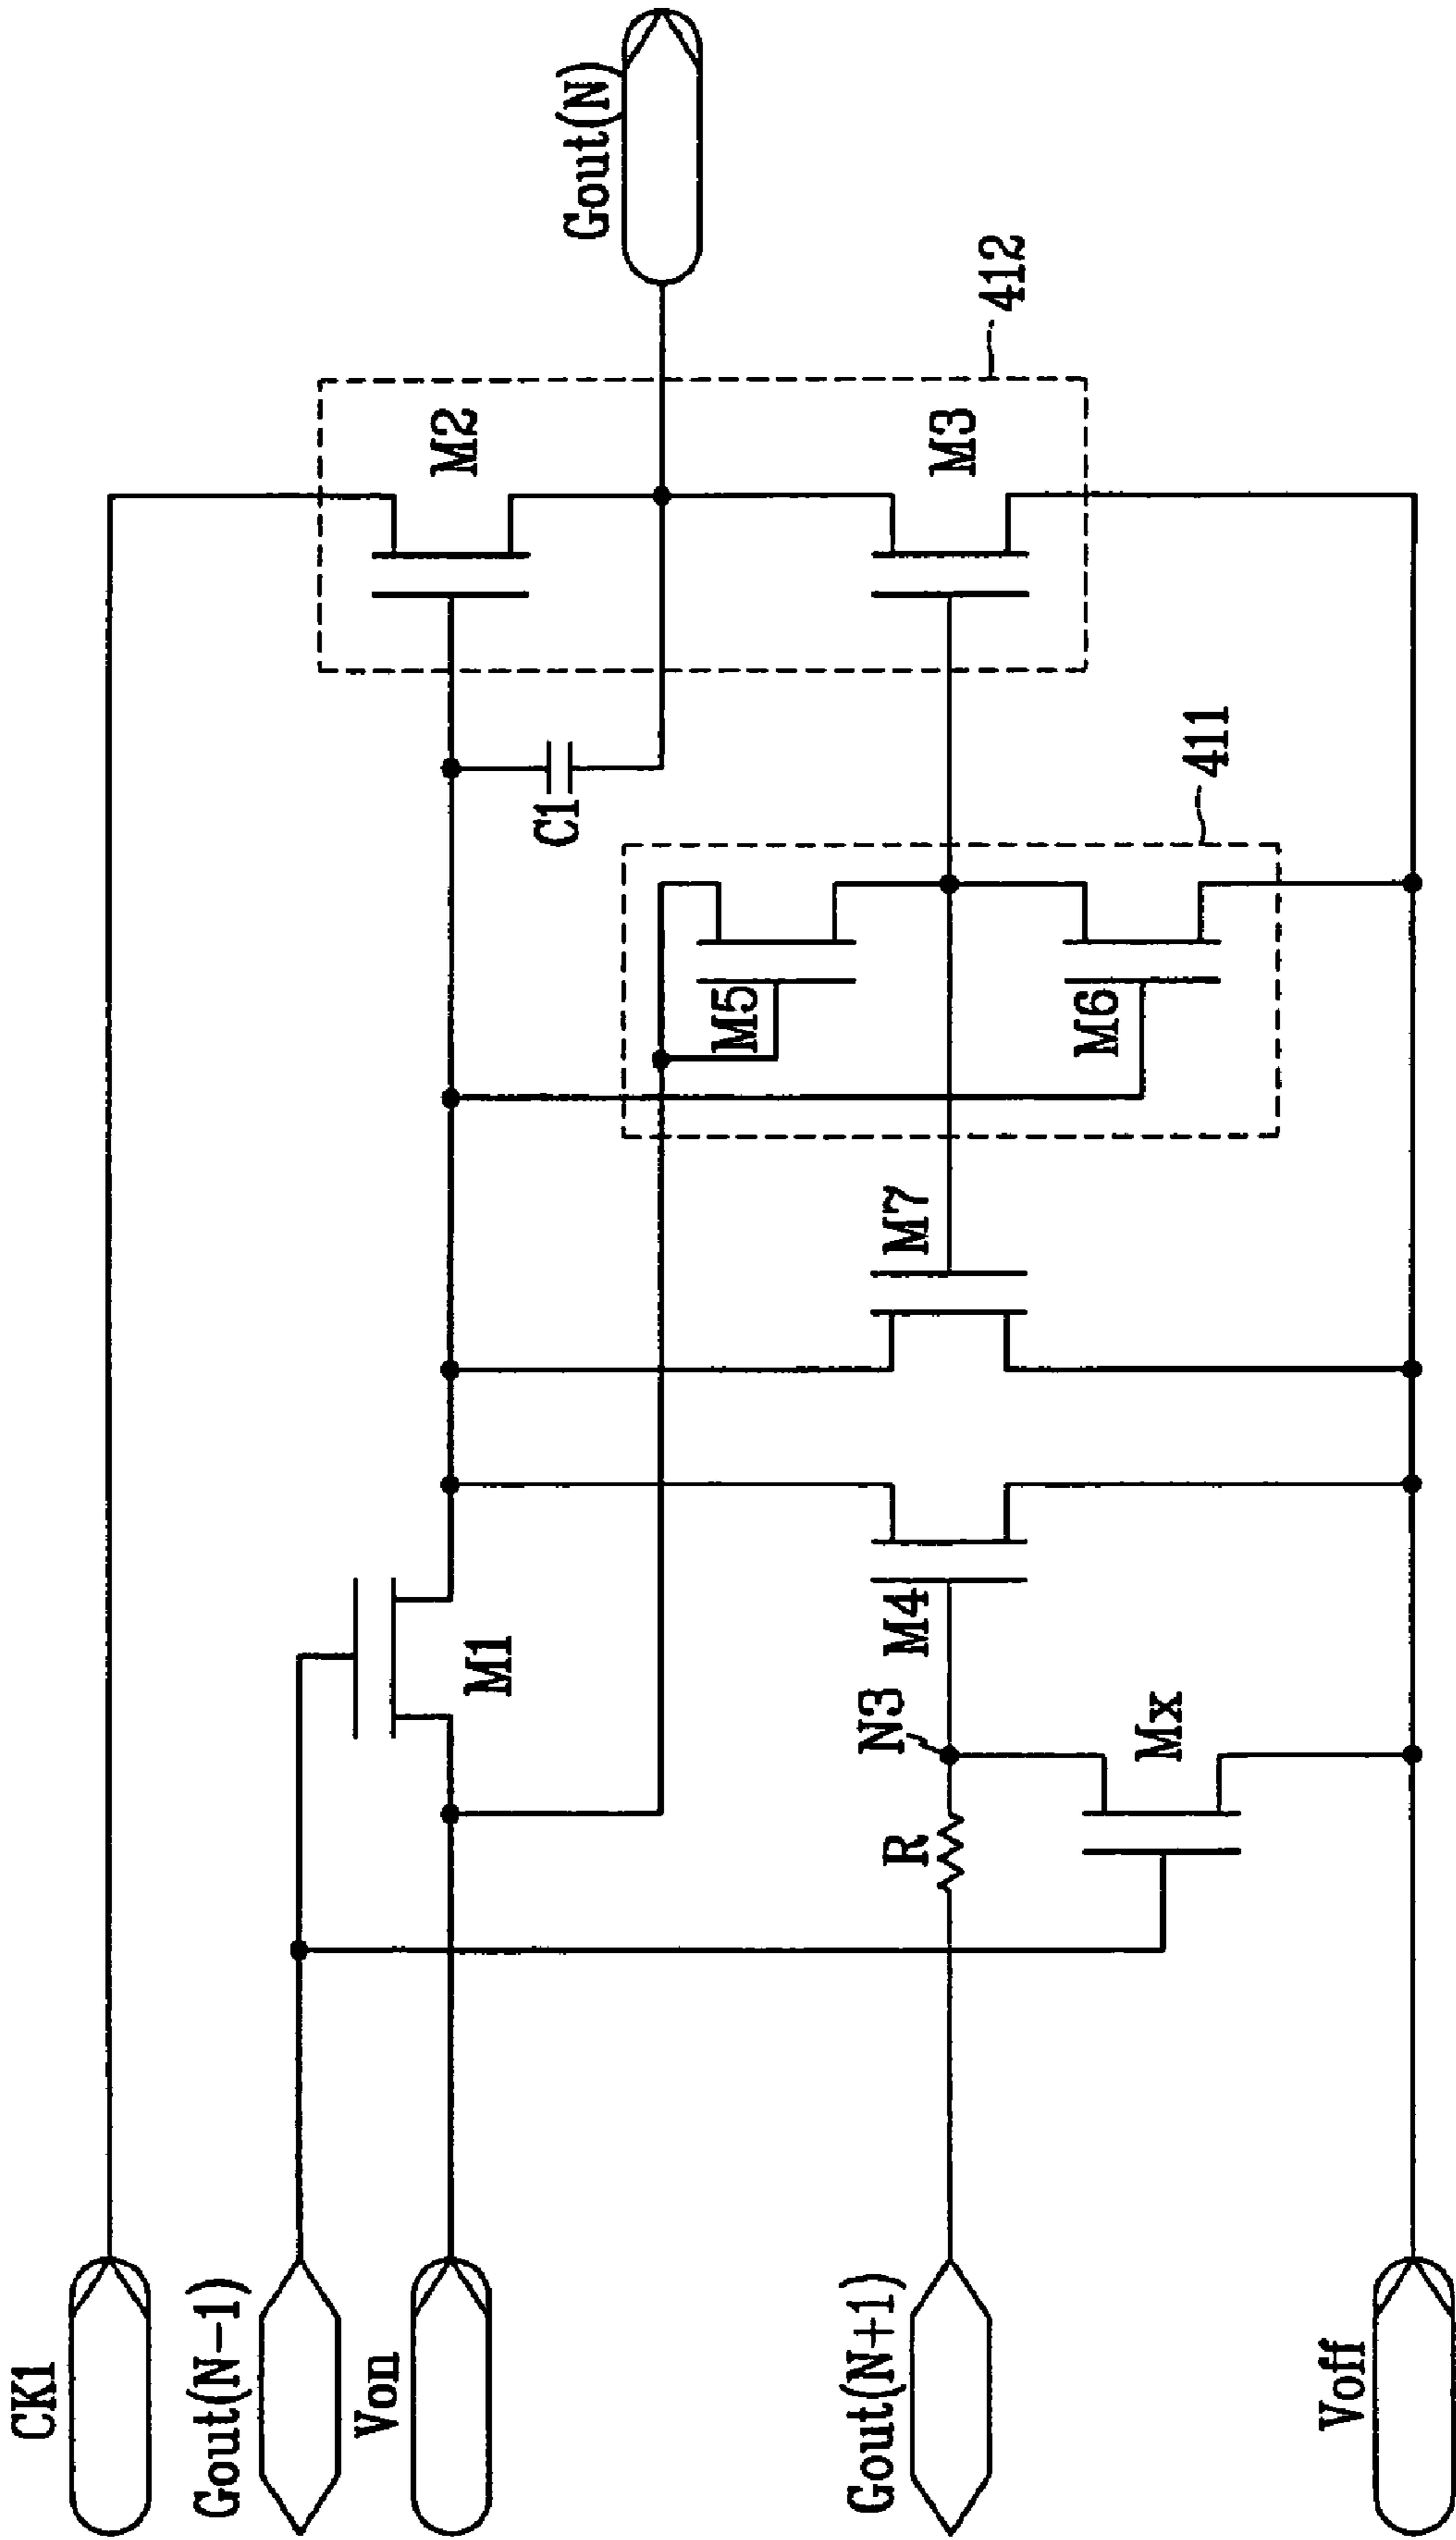 CK1
Gout(N-1)
Von
Gout(N+1)
Voff
M1
R
N3
Mx
M4
M7
M5
M6
411
C1
M2
M3
412
Gout(N)